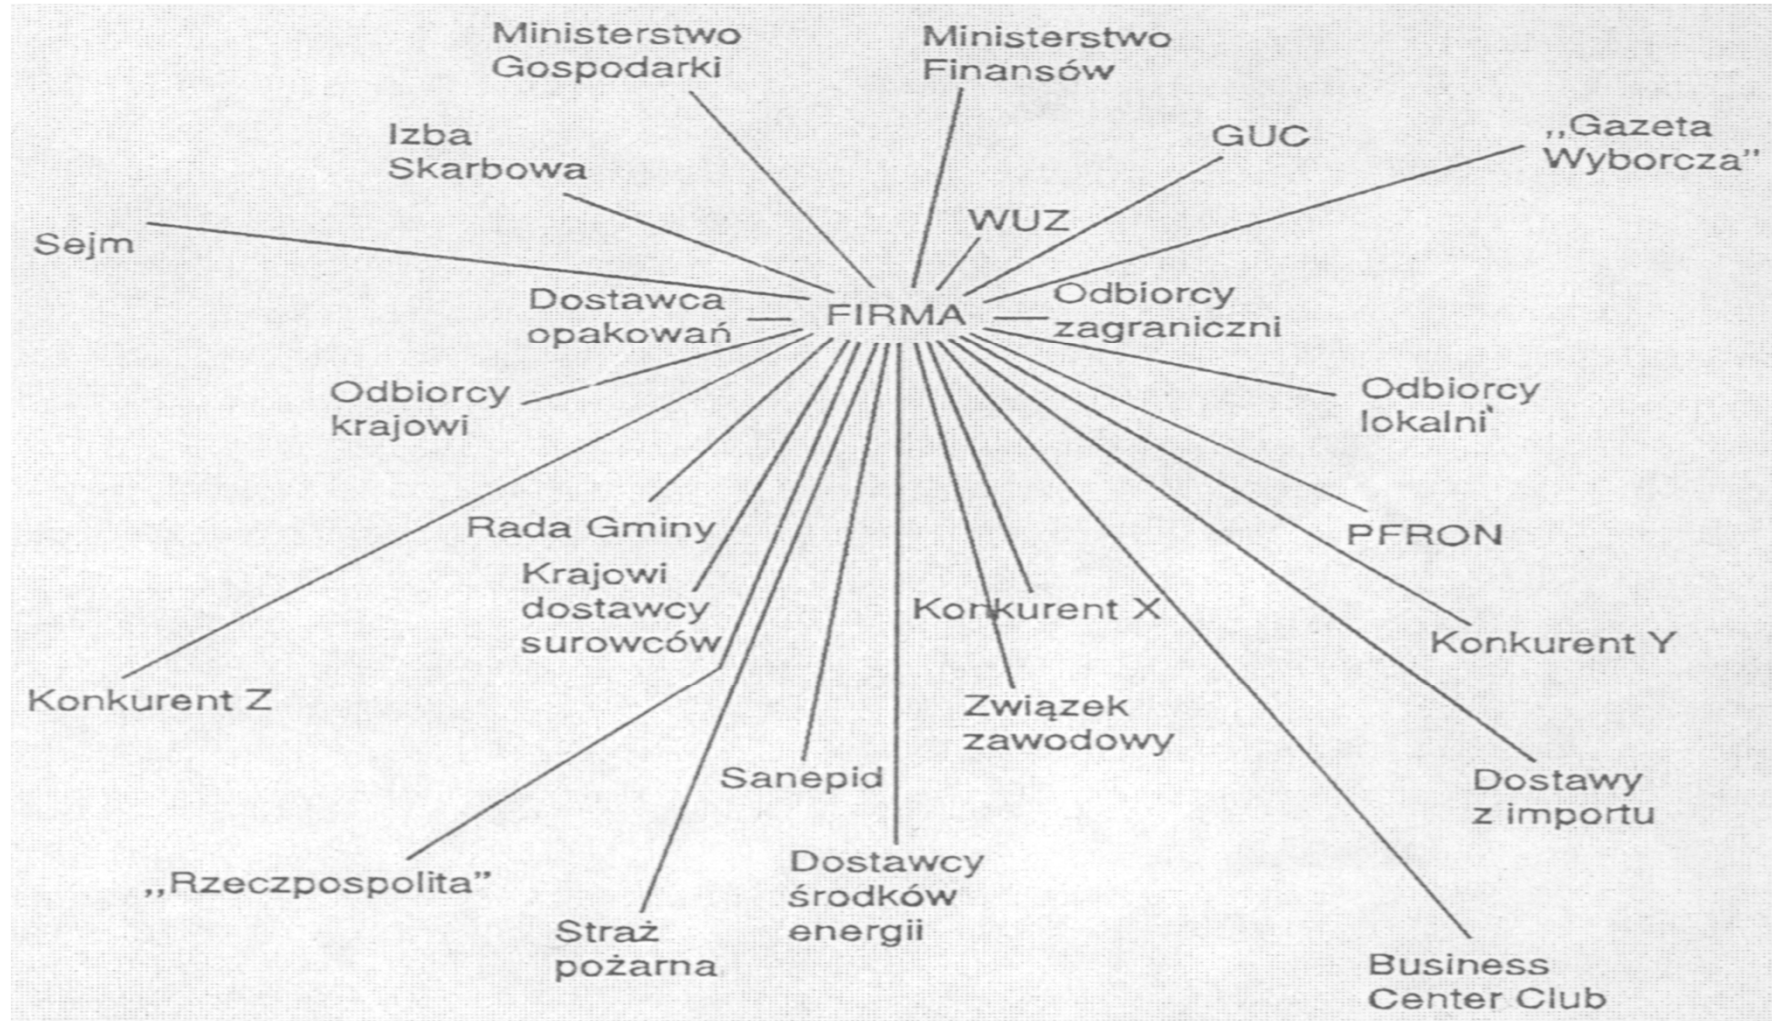 Ministerstwo
Gospodarki
Ministerstwo
Finansów
Izba
Skarbowa
GUC
„Gazeta
Wyborcza”
WUZ
Sejm
Dostawca
opakowań
FIRMA
Odbiorcy
zagraniczni
Odbiorcy
krajowi
Odbiorcy
lokalni
Rada Gminy
PFRON
Krajowi
dostawcy
surowców
Konkurent X
Konkurent Y
Konkurent Z
Związek
zawodowy
Sanepid
Dostawy
z importu
„Rzeczpospolita”
Dostawcy
środków
energii
Straż
pożarna
Business
Center Club